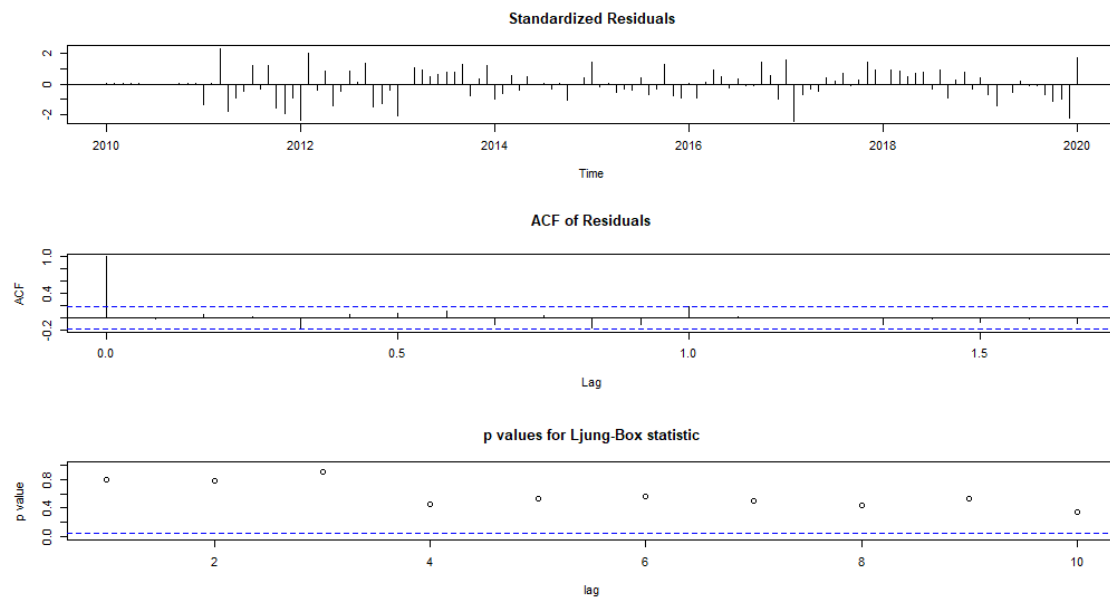 Standardized Residuals
2
0
-2
2010 2012 2014 2016 2018 2020
Time
ACF of Residuals
ACF
1.0
0.4
-0.2
0.0 0.5 1.0 1.5
Lag
p values for Ljung-Box statistic
p value
0.8
0.4
0.0
2 4 6 8 10
lag